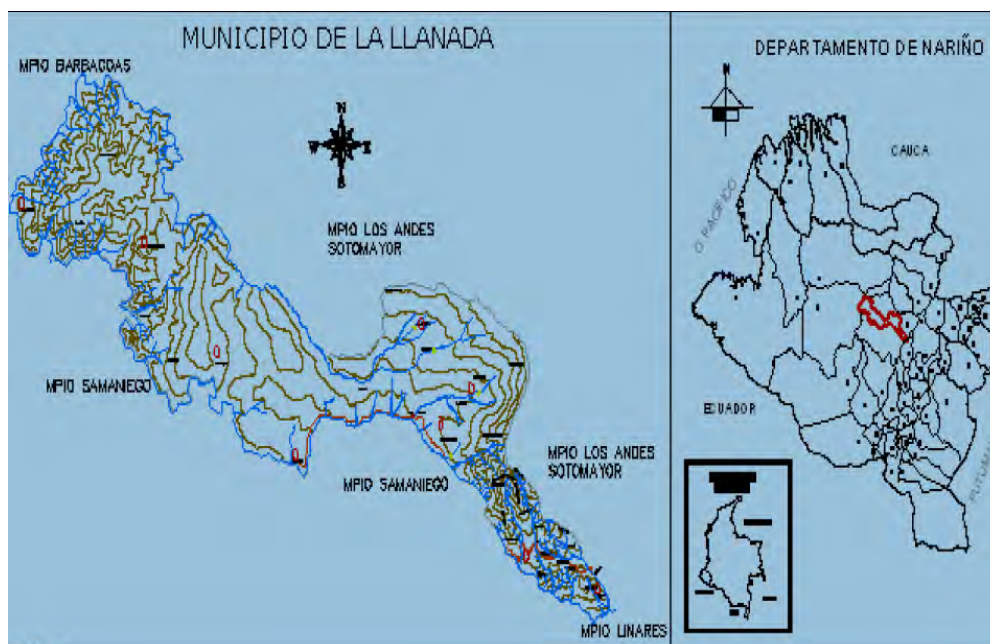 MUNICIPIO DE LA LLANADA
MPIO BARBACOAS
N
W
E
S
MPIO LOS ANDES
SOTOMAYOR
MPIO SAMANIEGO
MPIO LOS ANDES
SOTOMAYOR
MPIO SAMANIEGO
MPIO LINARES
DEPARTAMENTO DE NARIÑO
N
CAUCA
O PACIFICO
ECUADOR